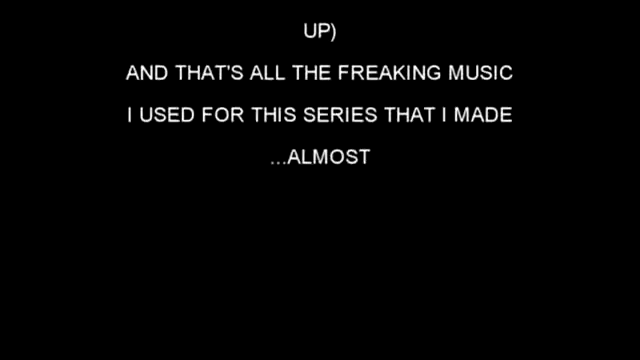 UP)
AND THAT'S ALL THE FREAKING MUSIC
I USED FOR THIS SERIES THAT I MADE
...ALMOST